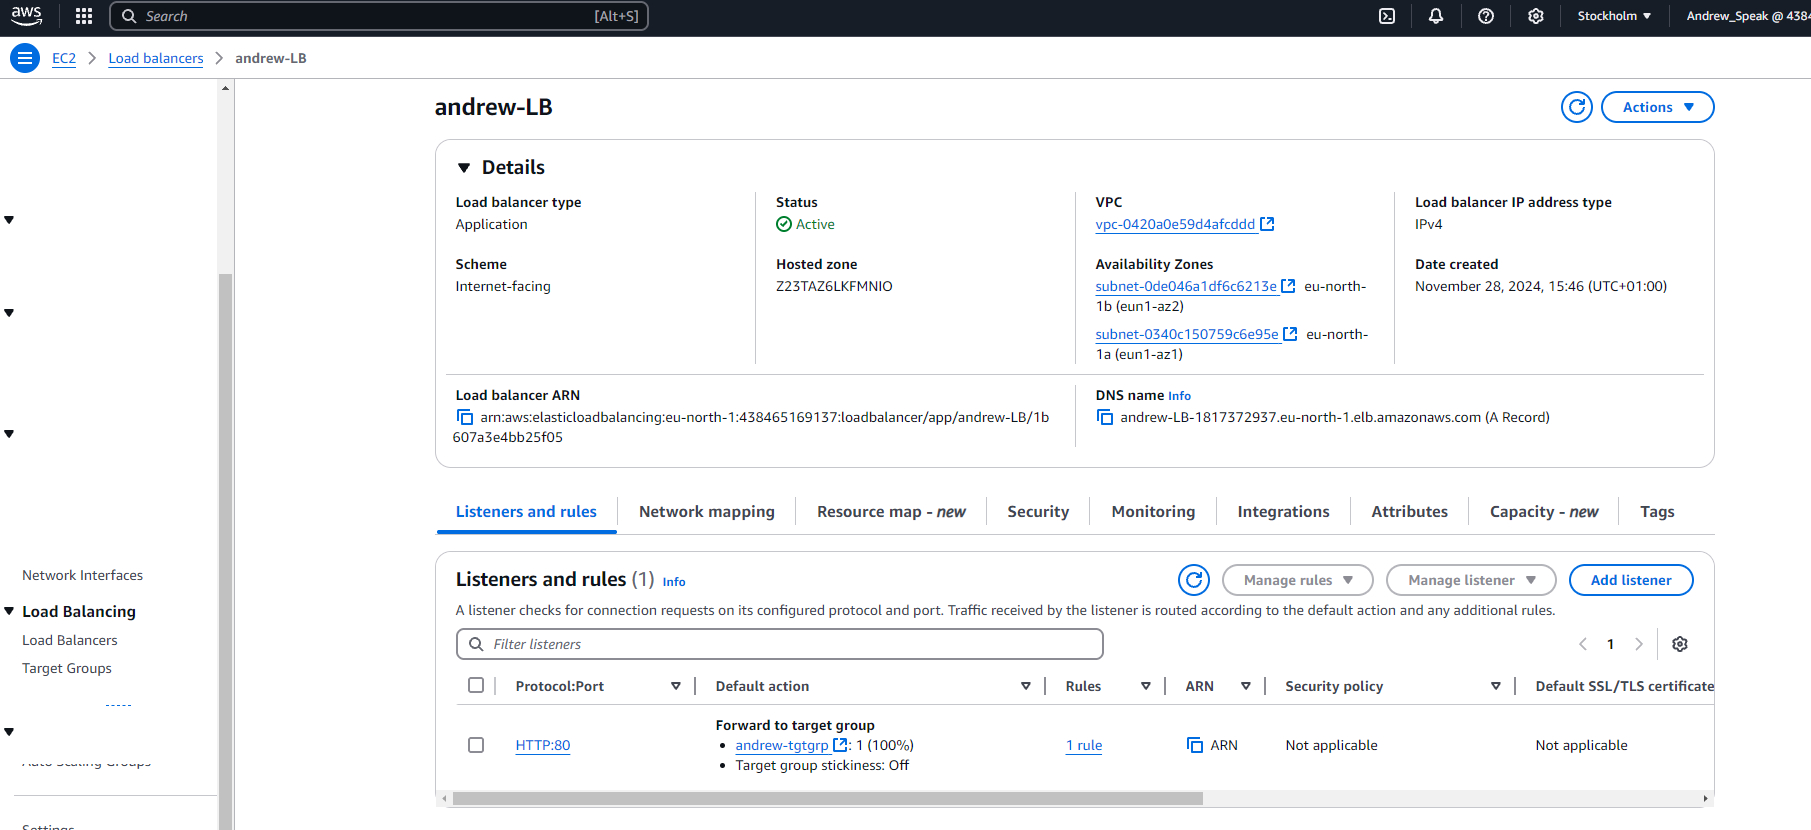 aws
Search
[Alt+S]
Stockholm
Andrew_Speak @ 4384
EC2
Load balancers
andrew-LB
andrew-LB
Actions
Details
Load balancer type
Application
Status
Active
VPC
vpc-0420a0e59d4afcddd
Load balancer IP address type
IPv4
Scheme
Internet-facing
Hosted zone
Z23TAZ6LKFMNIO
Availability Zones
subnet-0de046a1df6c6213e eu-north-
1b (eun1-az2)
subnet-0340c150759c6e95e eu-north-
1a (eun1-az1)
Date created
November 28, 2024, 15:46 (UTC+01:00)
Load balancer ARN
arn:aws:elasticloadbalancing:eu-north-1:438465169137:loadbalancer/app/andrew-LB/1b
607a3e4bb25f05
DNS name Info
andrew-LB-1817372937.eu-north-1.elb.amazonaws.com (A Record)
Listeners and rules
Network mapping
Resource map - new
Security
Monitoring
Integrations
Attributes
Capacity - new
Tags
Network Interfaces
Load Balancing
Load Balancers
Target Groups
Auto Scaling Groups
Settings
Listeners and rules (1) Info
Manage rules
Manage listener
Add listener
A listener checks for connection requests on its configured protocol and port. Traffic received by the listener is routed according to the default action and any additional rules.
Filter listeners
1
Protocol:Port
Default action
Rules
ARN
Security policy
Default SSL/TLS certificate
HTTP:80
Forward to target group
• andrew-tgtgrp : 1 (100%)
• Target group stickiness: Off
1 rule
ARN
Not applicable
Not applicable